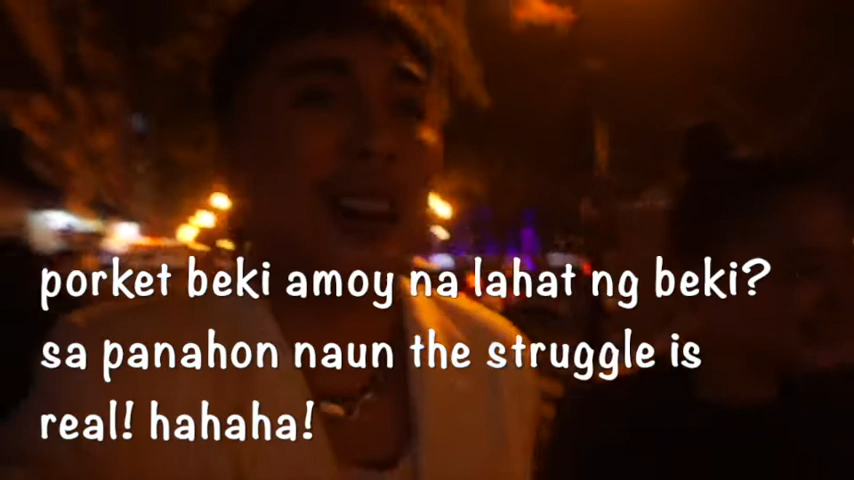 porket beki amoy na lahat ng beki?
sa panahon naun the struggle is
real! hahaha!